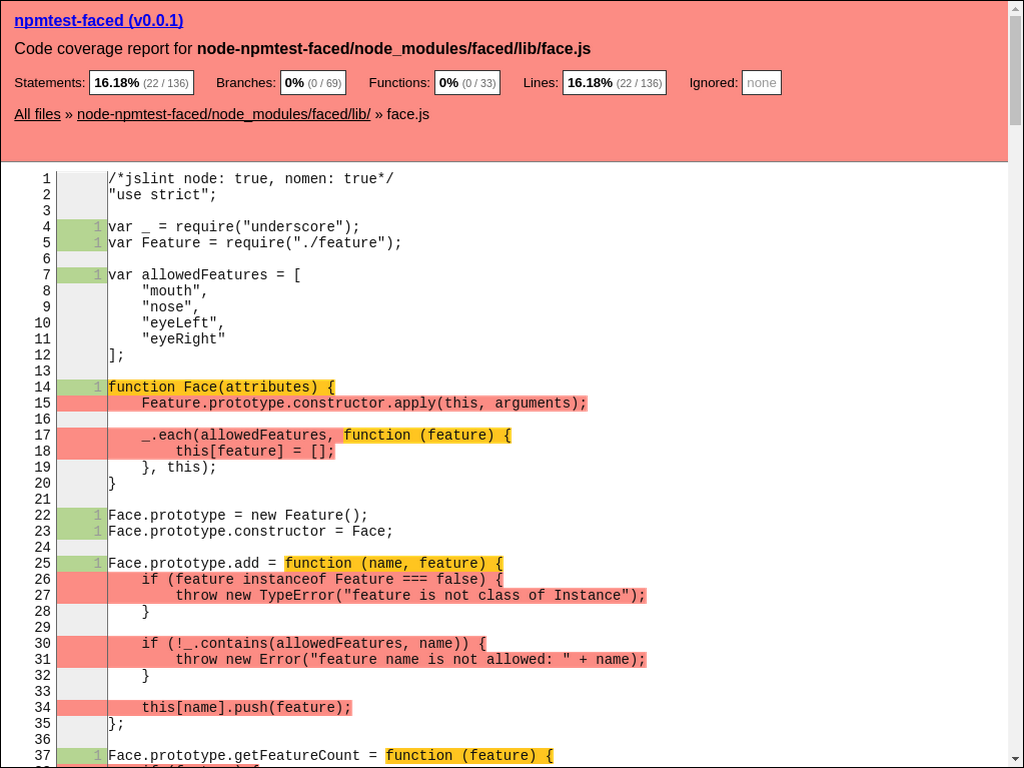 npmtest-faced (v0.0.1)
Code coverage report for node-npmtest-faced/node_modules/faced/lib/face.js
Statements: 16.18% (22 / 136) Branches: 0% (0 / 69) Functions: 0% (0 / 33) Lines: 16.18% (22 / 136) Ignored: none
All files » node-npmtest-faced/node_modules/faced/lib/ » face.js
1 /*jslint node: true, nomen: true*/
2 "use strict";
3
4 1 var _ = require("underscore");
5 1 var Feature = require("./feature");
6
7 1 var allowedFeatures = [
8     "mouth",
9     "nose",
10     "eyeLeft",
11     "eyeRight"
12 ];
13
14 1 function Face(attributes) {
15     Feature.prototype.constructor.apply(this, arguments);
16
17     _.each(allowedFeatures, function (feature) {
18         this[feature] = [];
19     }, this);
20 }
21
22 1 Face.prototype = new Feature();
23 1 Face.prototype.constructor = Face;
24
25 1 Face.prototype.add = function (name, feature) {
26     if (feature instanceof Feature === false) {
27         throw new TypeError("feature is not class of Instance");
28     }
29
30     if (!_.contains(allowedFeatures, name)) {
31         throw new Error("feature name is not allowed: " + name);
32     }
33
34     this[name].push(feature);
35 };
36
37 1 Face.prototype.getFeatureCount = function (feature) {